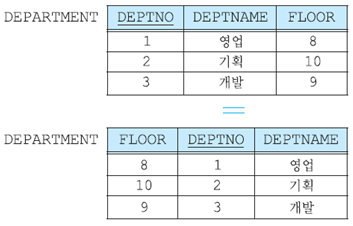 DEPARTMENT DEPTNO DEPTNAME FLOOR
1 영업 8
2 기획 10
3 개발 9
=
DEPARTMENT FLOOR DEPTNO DEPTNAME
8 1 영업
10 2 기획
9 3 개발